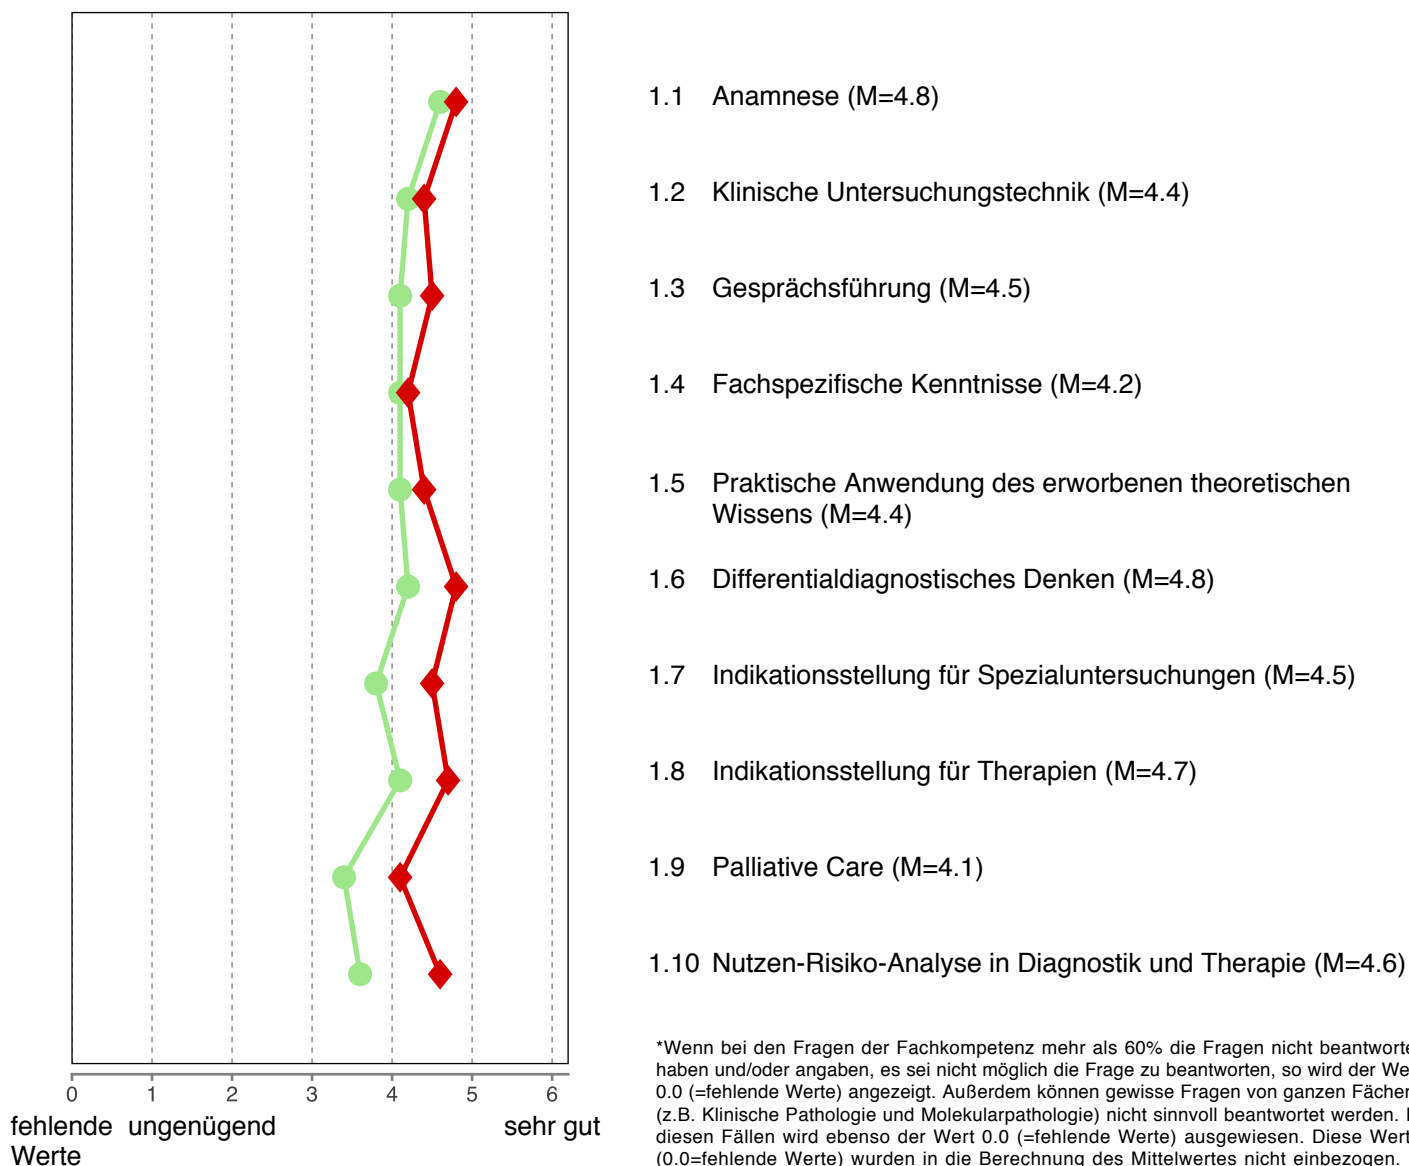 1.1 Anamnese (M=4.8)
1.2 Klinische Untersuchungstechnik (M=4.4)
1.3 Gesprächsführung (M=4.5)
1.4 Fachspezifische Kenntnisse (M=4.2)
1.5 Praktische Anwendung des erworbenen theoretischen
Wissens (M=4.4)
1.6 Differentialdiagnostisches Denken (M=4.8)
1.7 Indikationsstellung für Spezialuntersuchungen (M=4.5)
1.8 Indikationsstellung für Therapien (M=4.7)
1.9 Palliative Care (M=4.1)
1.10 Nutzen-Risiko-Analyse in Diagnostik und Therapie (M=4.6)
0 1 2 3 4 5 6
fehlende ungenügend sehr gut
Werte
*Wenn bei den Fragen der Fachkompetenz mehr als 60% die Fragen nicht beantworte
haben und/oder angaben, es sei nicht möglich die Frage zu beantworten, so wird der We
0.0 (=fehlende Werte) angezeigt. Außerdem können gewisse Fragen von ganzen Fächer
(z.B. Klinische Pathologie und Molekularpathologie) nicht sinnvoll beantwortet werden.
diesen Fällen wird ebenso der Wert 0.0 (=fehlende Werte) ausgewiesen. Diese Wert
(0.0=fehlende Werte) wurden in die Berechnung des Mittelwertes nicht einbezogen.